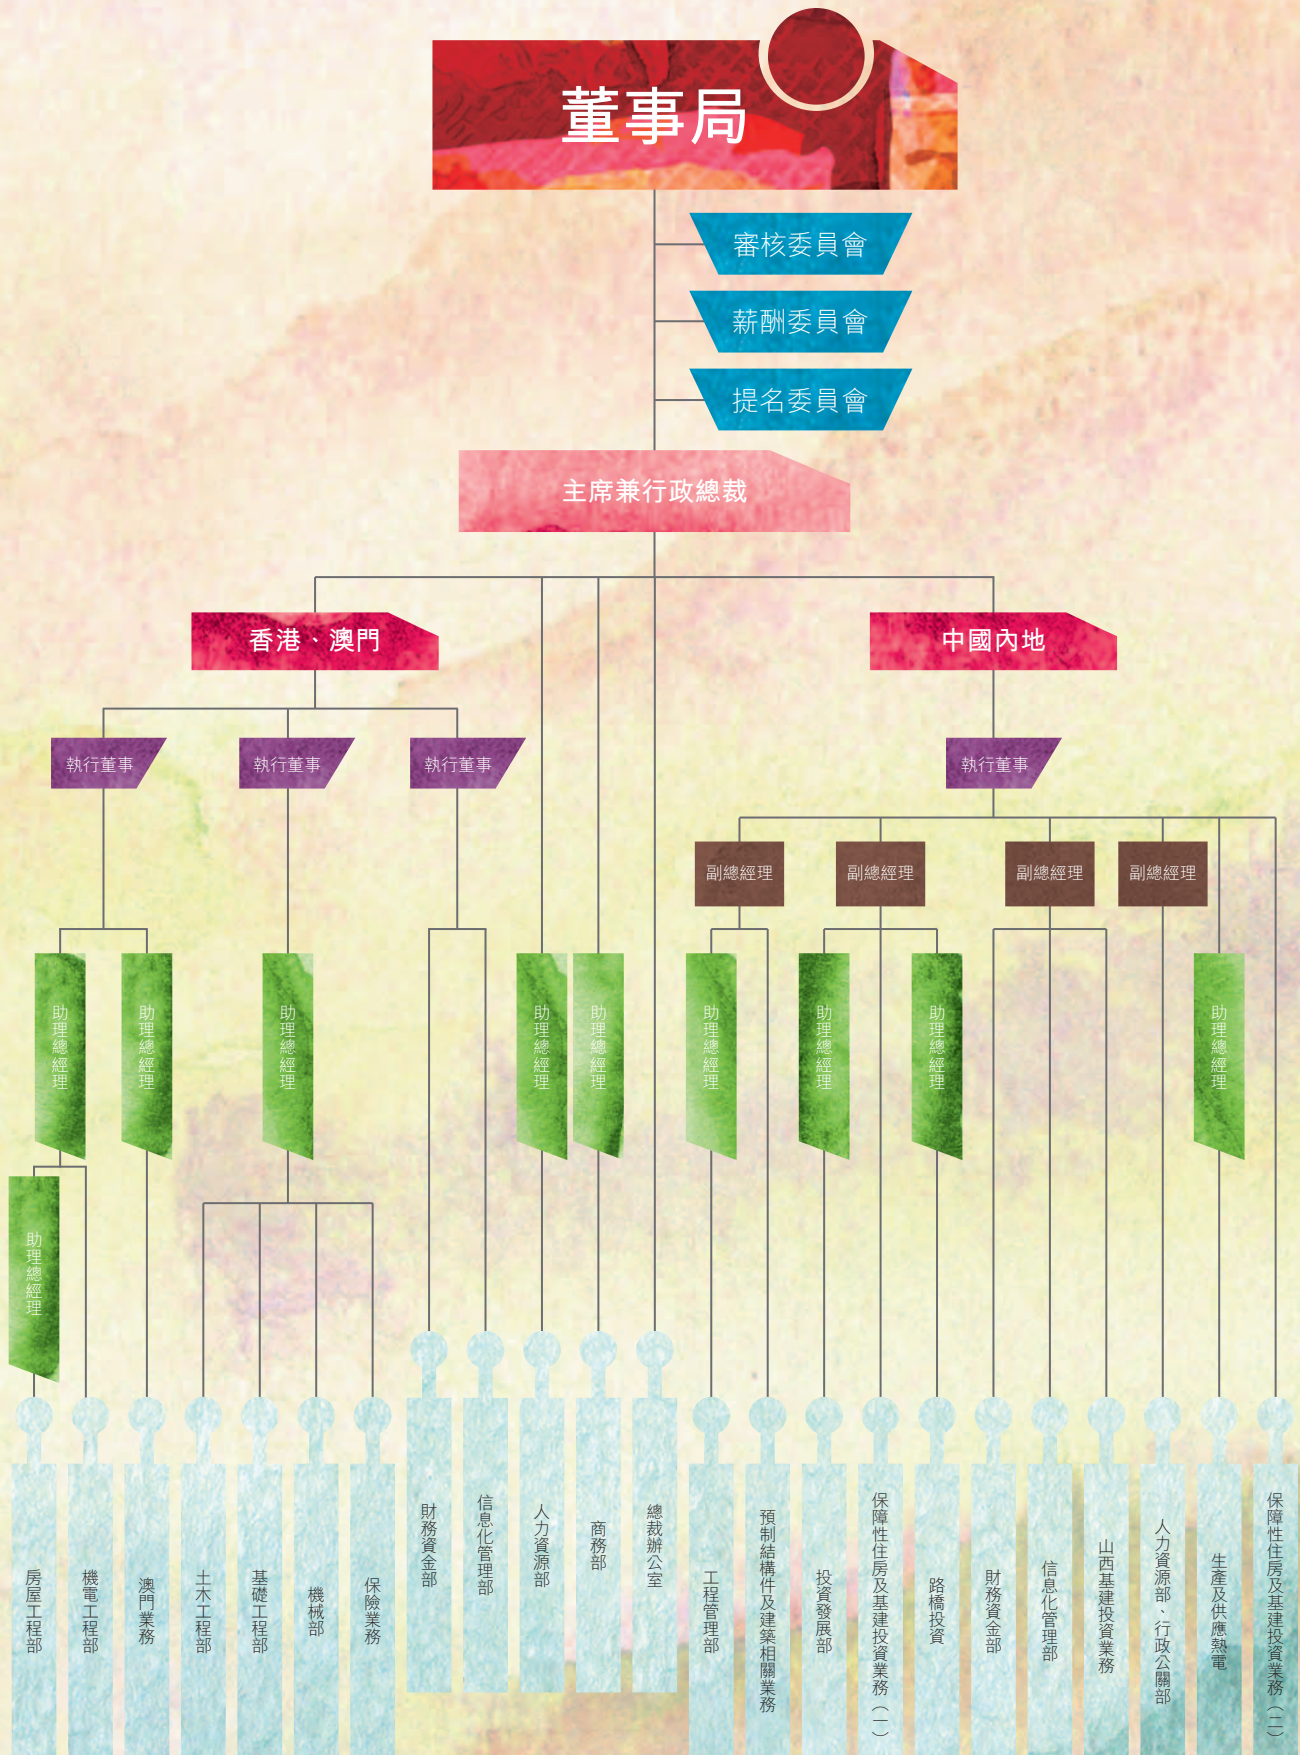 董事局
審核委員會
薪酬委員會
提名委員會
主席兼行政總裁
香港、澳門
中國內地
執行董事
執行董事
執行董事
執行董事
副總經理
副總經理
副總經理
副總經理
助理總經理
助理總經理
助理總經理
助理總經理
助理總經理
助理總經理
助理總經理
助理總經理
助理總經理
助理總經理
房屋工程部
機電工程部
澳門業務
土木工程部
基礎工程部
機械部
保險業務
財務資金部
信息化管理部
人力資源部
商務部
總裁辦公室
工程管理部
預制結構件及建築相關業務
投資發展部
保障性住房及基建投資業務（一）
路橋投資
財務資金部
信息化管理部
山西基建投資業務
人力資源部、行政公關部
生產及供應熱電
保障性住房及基建投資業務（二）